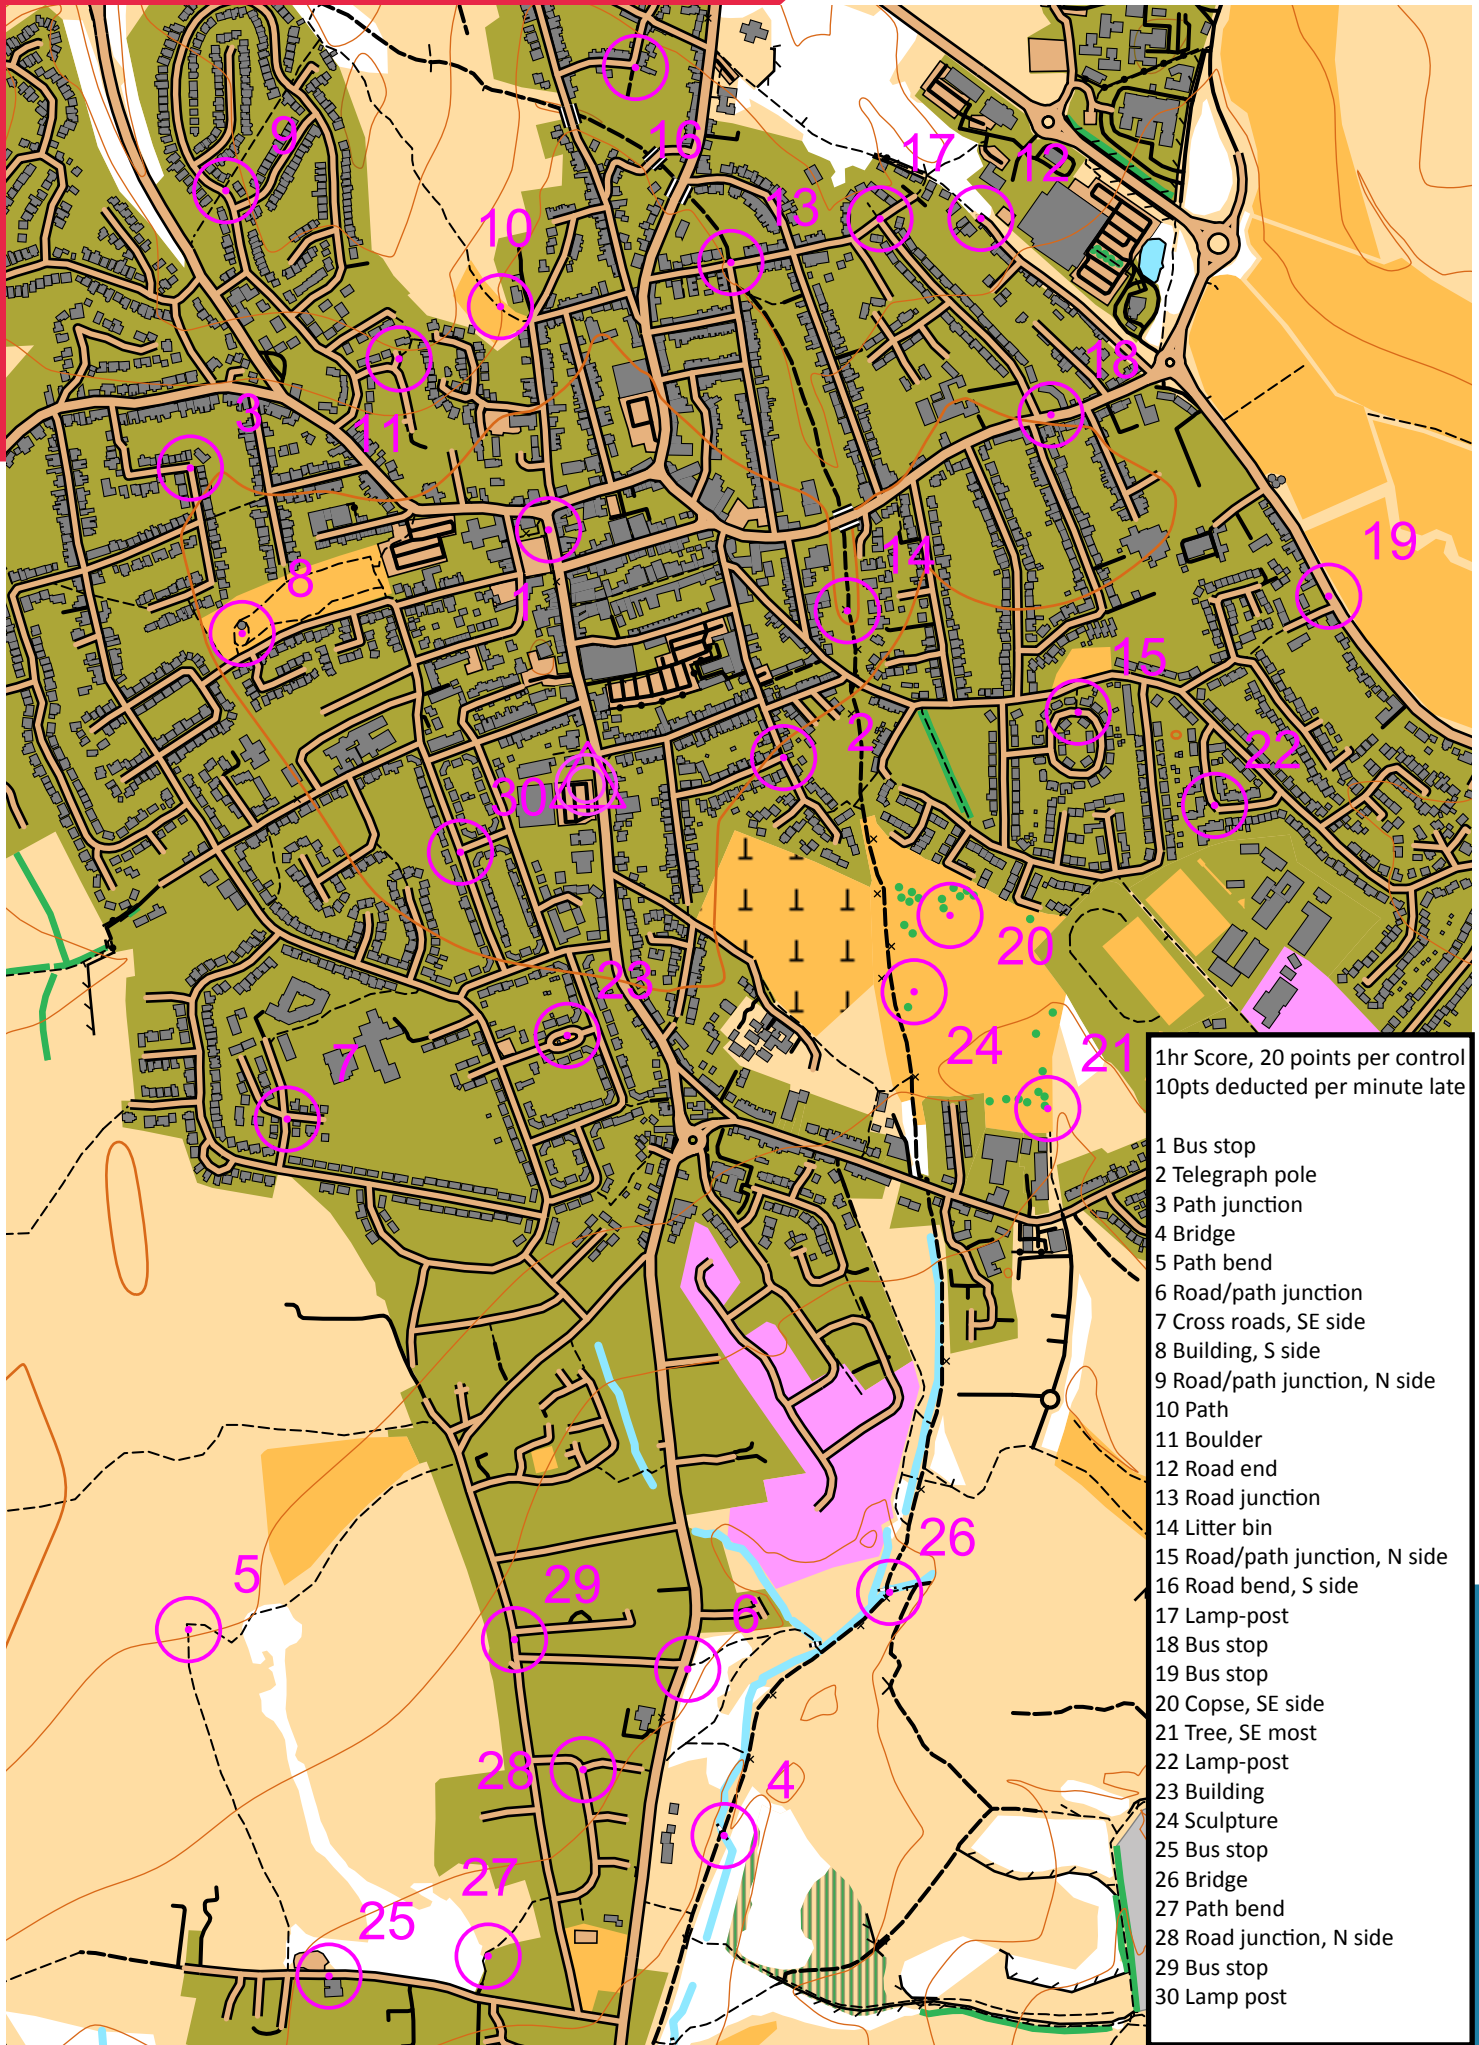 16
9
17
12
13
10
18
3
11
19
14
8
1
15
2
22
30
20
23
24
21
7
1hr Score, 20 points per control
10pts deducted per minute late
1 Bus stop
2 Telegraph pole
3 Path junction
4 Bridge
5 Path bend
6 Road/path junction
7 Cross roads, SE side
8 Building, S side
9 Road/path junction, N side
10 Path
11 Boulder
12 Road end
13 Road junction
14 Litter bin
15 Road/path junction, N side
16 Road bend, S side
17 Lamp-post
18 Bus stop
19 Bus stop
20 Copse, SE side
21 Tree, SE most
22 Lamp-post
23 Building
24 Sculpture
25 Bus stop
26 Bridge
27 Path bend
28 Road junction, N side
29 Bus stop
30 Lamp post
26
5
29
6
28
4
27
25